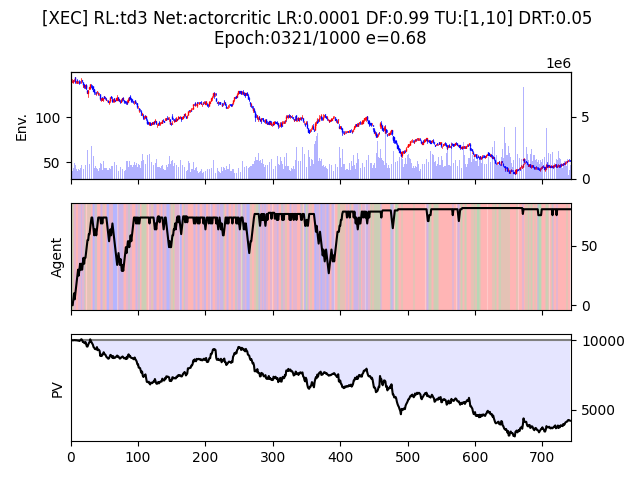 [XEC] RL:td3 Net:actorcritic LR:0.0001 DF:0.99 TU:[1,10] DRT:0.05
Epoch:0321/1000 e=0.68
1e6
Env.
100
50
5
0
Agent
50
0
PV
10000
5000
0 100 200 300 400 500 600 700